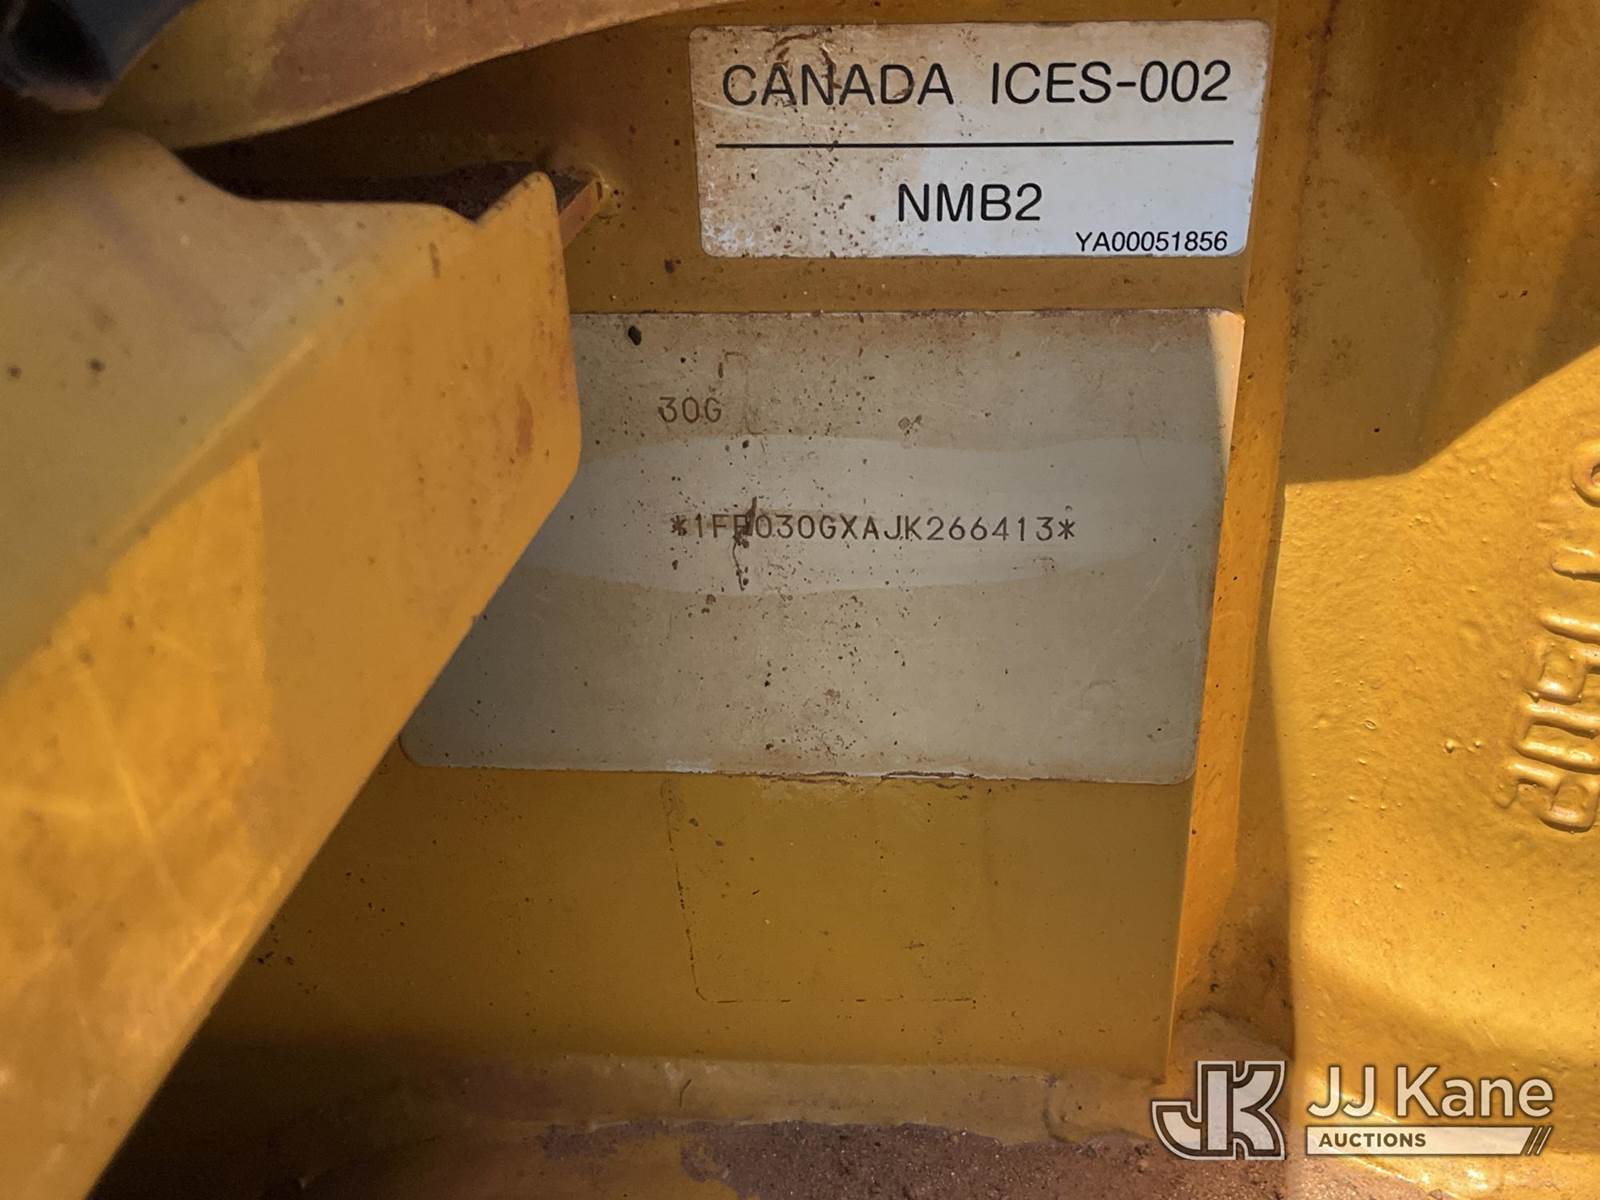 CANADA ICES-002
NMB2
YA00051856
30G
*1FF030GXAJK266413*
JJ Kane
AUCTIONS